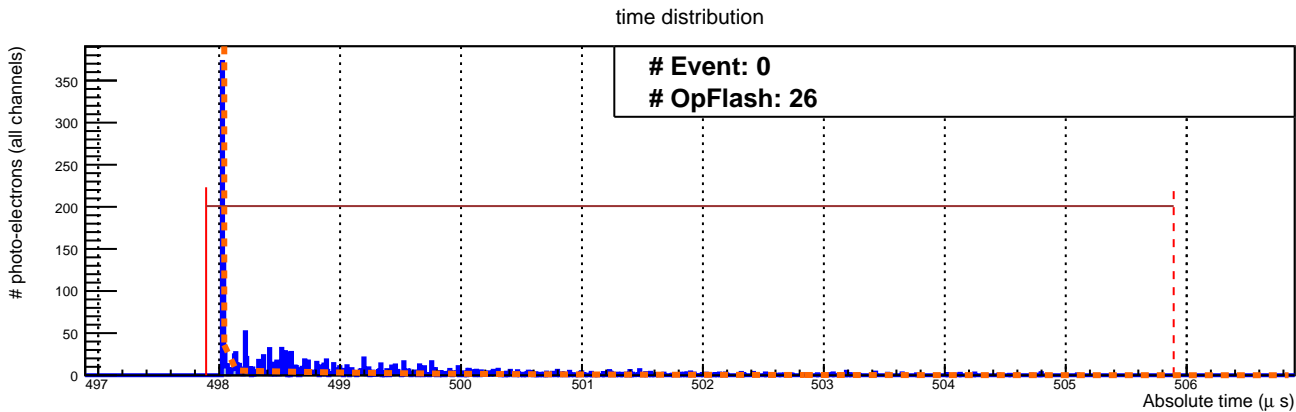 time distribution
# photo-electrons (all channels)
# Event: 0
# OpFlash: 26
350
300
250
200
150
100
50
0
497 498 499 500 501 502 503 504 505 506
Absolute time (μ s)